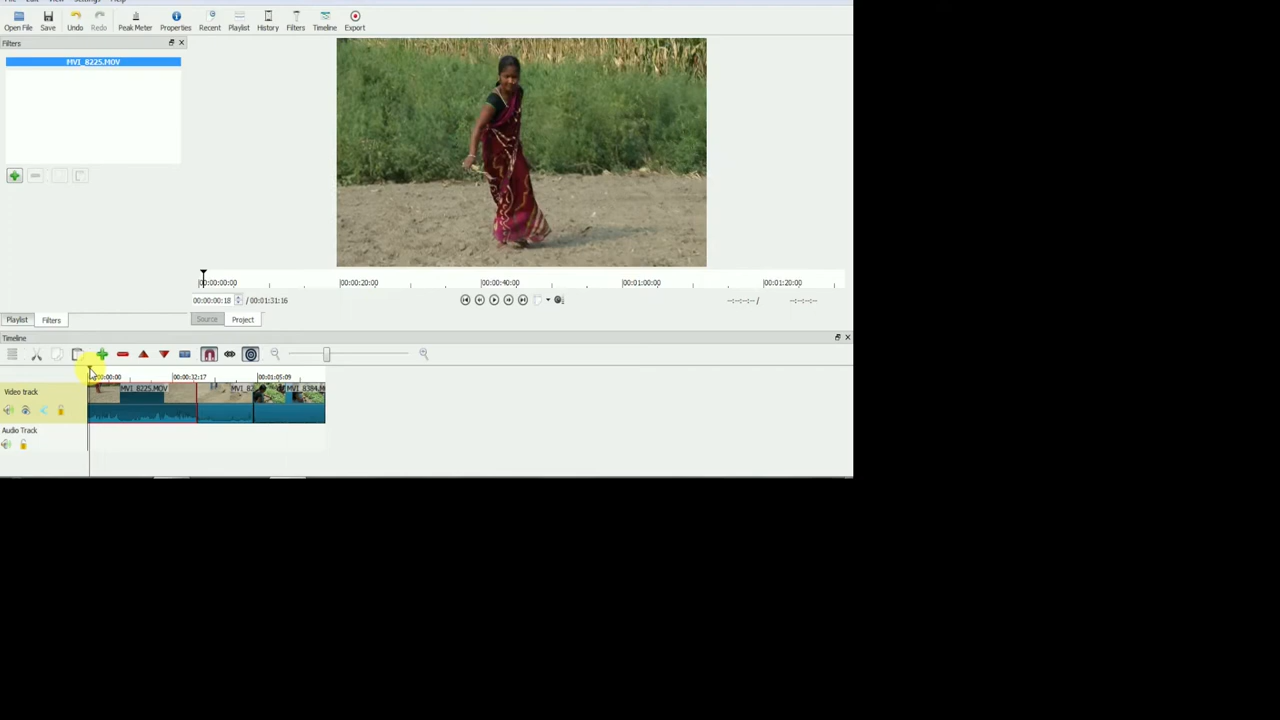 Open File Save Undo Redo Peak Meter Properties Recent Playlist History Filters Timeline Export
Filters
MVI_8225.MOV
00:00:00:00 00:00:20:00 00:00:40:00 00:01:00:00 00:01:20:00
00:00:00:18 / 00:01:31:16 --:--:--:-- / --:--:--:--
Playlist Filters Source Project
Timeline
00:00:32:17 00:01:05:09
Video track MVI_8225.MOV MVI_8384.M
Audio Track